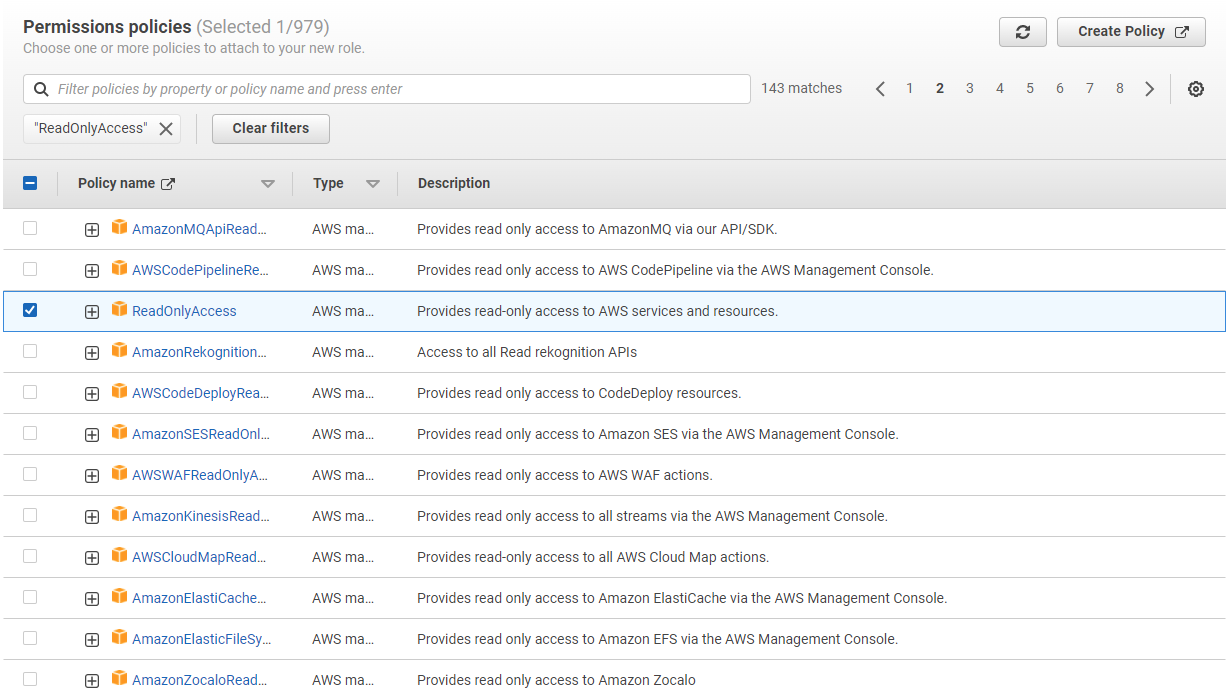 Permissions policies (Selected 1/979)
Create Policy
Choose one or more policies to attach to your new role.
Filter policies by property or policy name and press enter
143 matches
1 2 3 4 5 6 7 8
"ReadOnlyAccess"
Clear filters
Policy name Type Description
AmazonMQApiRead... AWS ma... Provides read only access to AmazonMQ via our API/SDK.
AWSCodePipelineRe... AWS ma... Provides read only access to AWS CodePipeline via the AWS Management Console.
ReadOnlyAccess AWS ma... Provides read-only access to AWS services and resources.
AmazonRekognition... AWS ma... Access to all Read rekognition APIs
AWSCodeDeployRea... AWS ma... Provides read only access to CodeDeploy resources.
AmazonSESReadOnl... AWS ma... Provides read only access to Amazon SES via the AWS Management Console.
AWSWAFReadOnlyA... AWS ma... Provides read only access to AWS WAF actions.
AmazonKinesisRead... AWS ma... Provides read only access to all streams via the AWS Management Console.
AWSCloudMapRead... AWS ma... Provides read-only access to all AWS Cloud Map actions.
AmazonElastiCache... AWS ma... Provides read only access to Amazon ElastiCache via the AWS Management Console.
AmazonElasticFileSy... AWS ma... Provides read only access to Amazon EFS via the AWS Management Console.
AmazonZocaloRead... AWS ma... Provides read only access to Amazon Zocalo